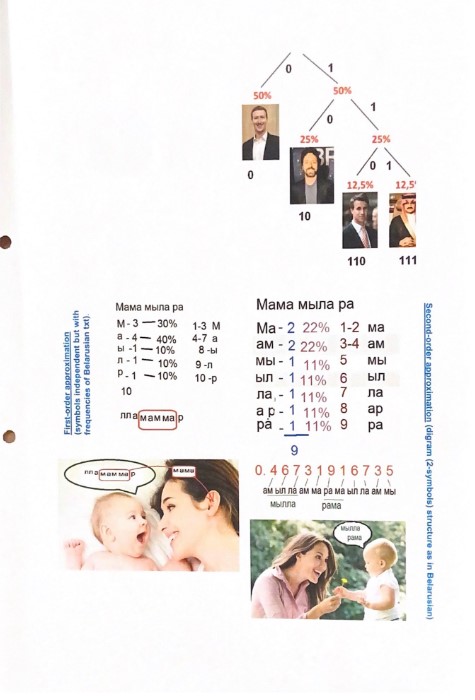 0 1
50% 50%
0 1
0
25% 25%
10
0 1
12,5% 12,5
110 111
First-order approximation
(symbols independent but with
frequencies of Belarusian txt).
Мама мыла ра
М - 3 — 30% 1-3 М
а - 4 — 40% 4-7 а
ы -1 — 10% 8 -ы
л - 1 — 10% 9 -л
Р - 1 — 10% 10 -р
10
лла маммар
лла маммар
мама
Мама мыла ра
Ма - 2 22% 1-2 ма
ам - 2 22% 3-4 ам
мы - 1 11% 5 мы
ыл - 1 11% 6 ыл
ла - 1 11% 7 ла
а р - 1 11% 8 ар
ра - 1 11% 9 ра
9
0. 4 6 7 3 1 9 1 6 7 3 5
ам ыл ла ам ма ра ма ыл ла ам мы
мылла рама
мылла
рама
Second-order approximation (digram (2-symbols) structure as in Belarusian)